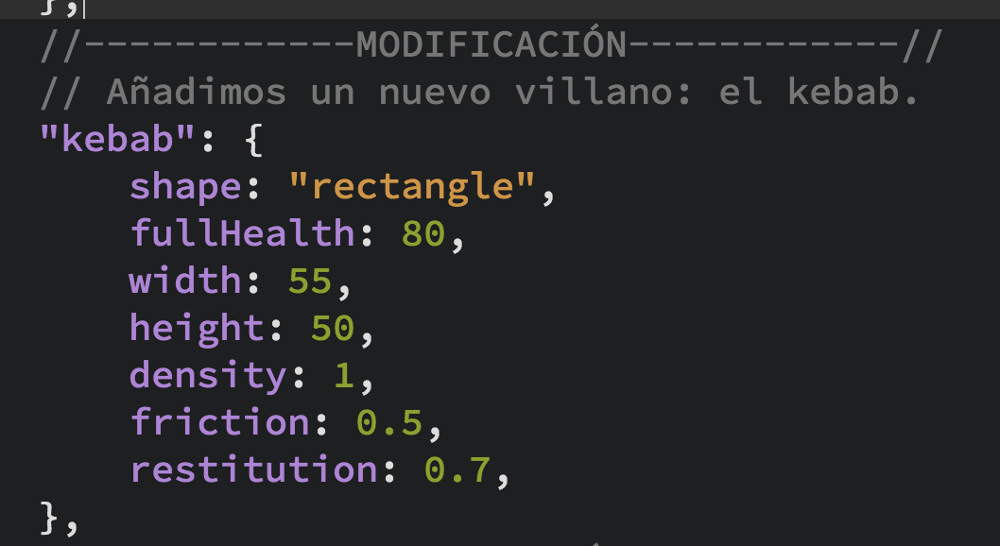 },
//------------MODIFICACIÓN------------//
// Añadimos un nuevo villano: el kebab.
"kebab": {
    shape: "rectangle",
    fullHealth: 80,
    width: 55,
    height: 50,
    density: 1,
    friction: 0.5,
    restitution: 0.7,
},